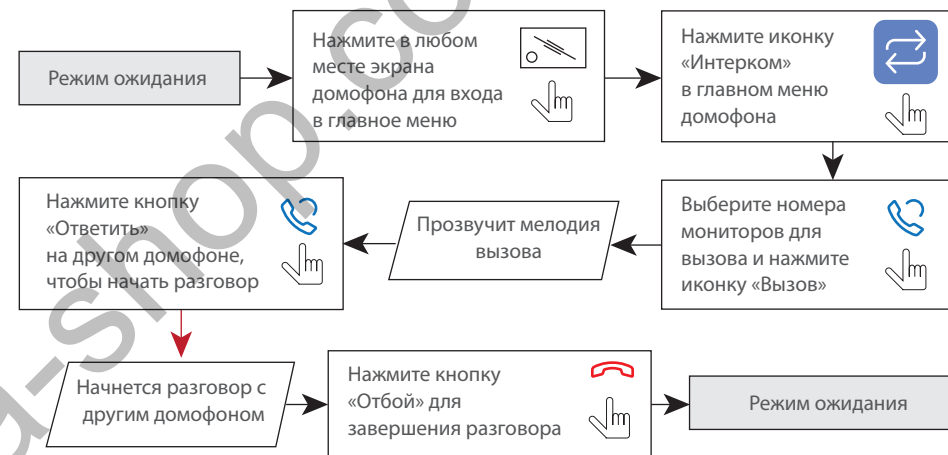 Режим ожидания
Нажмите в любом
месте экрана
домофона для входа
в главное меню
Нажмите иконку
«Интерком»
в главном меню
домофона
Выберите номера
мониторов для
вызова и нажмите
иконку «Вызов»
Прозвучит мелодия
вызова
Нажмите кнопку
«Ответить»
на другом домофоне,
чтобы начать разговор
Начнется разговор с
другим домофоном
Нажмите кнопку
«Отбой» для
завершения разговора
Режим ожидания
a-shop.co